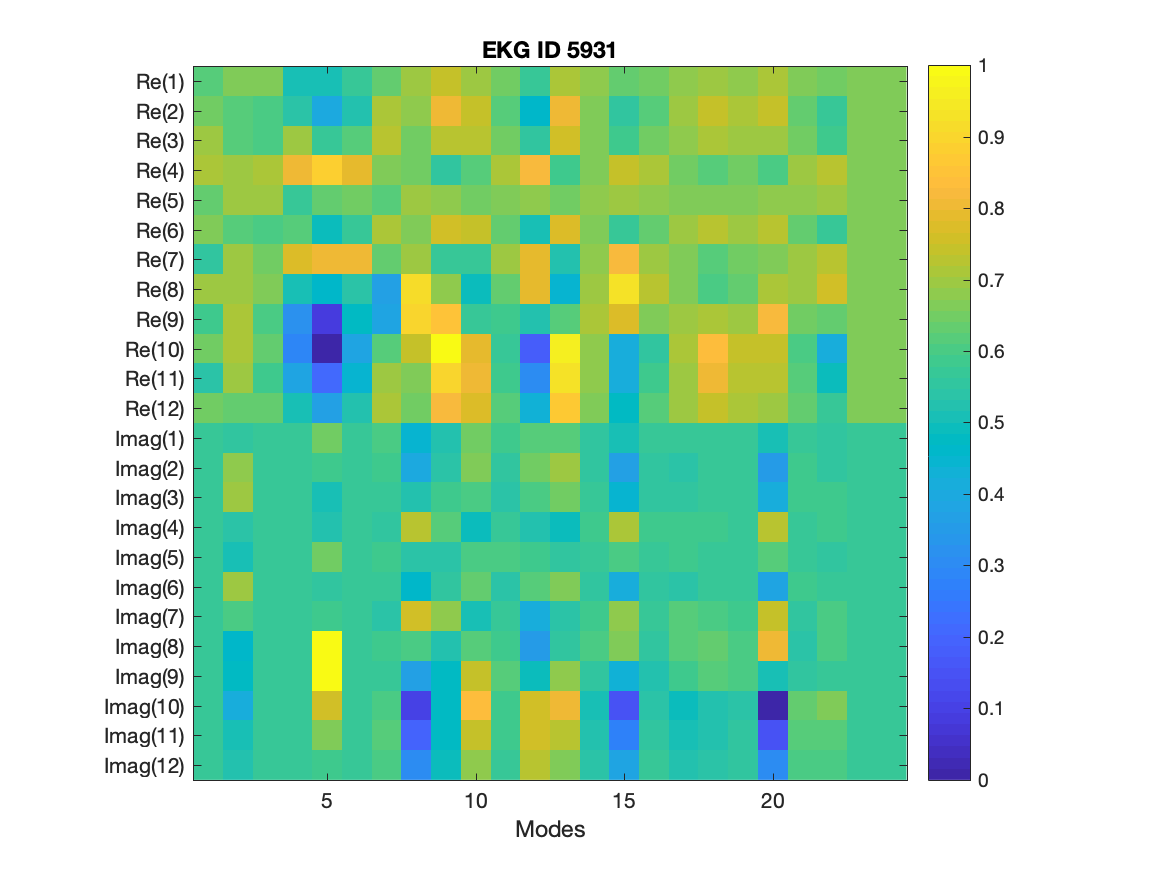 EKG ID 5931
Re(1)
Re(2)
Re(3)
Re(4)
Re(5)
Re(6)
Re(7)
Re(8)
Re(9)
Re(10)
Re(11)
Re(12)
Imag(1)
Imag(2)
Imag(3)
Imag(4)
Imag(5)
Imag(6)
Imag(7)
Imag(8)
Imag(9)
Imag(10)
Imag(11)
Imag(12)
5 10 15 20
Modes
1
0.9
0.8
0.7
0.6
0.5
0.4
0.3
0.2
0.1
0